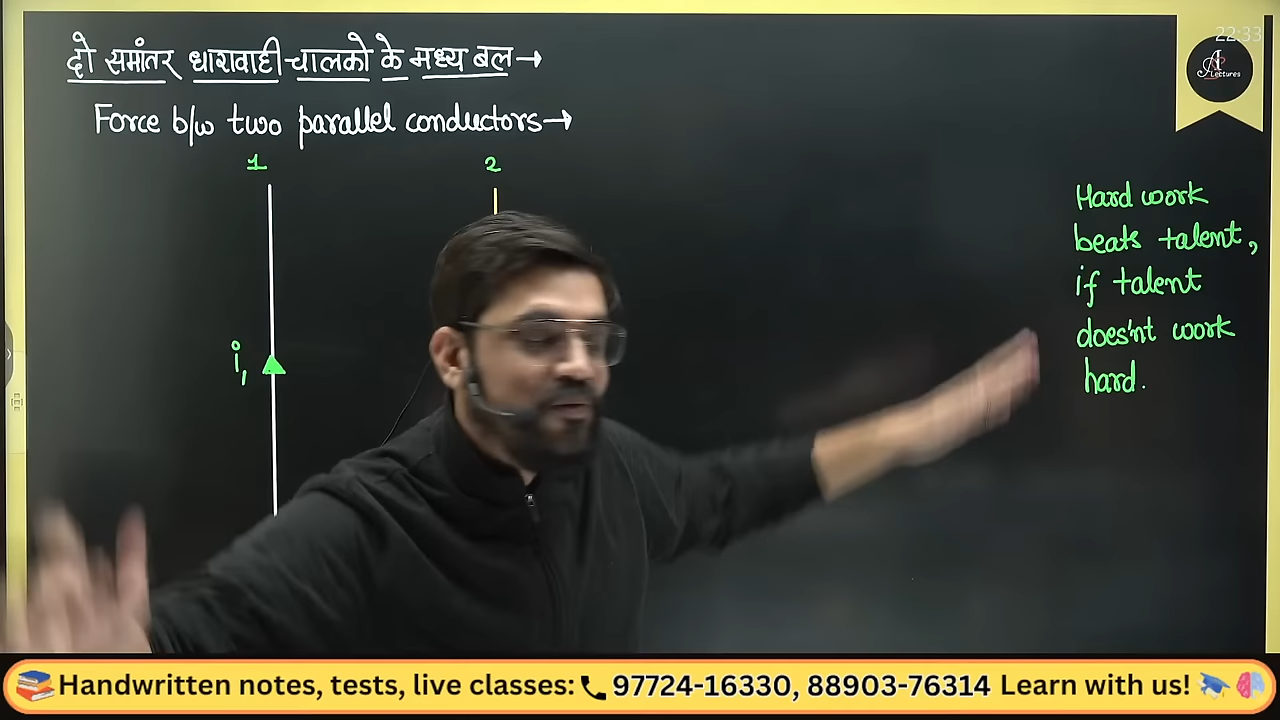 दो समांतर धारावाही चालको के मध्य बल→
22:33
Lectures
Force b/w two parallel conductors→
1
2
i,
Hard work
beats talent,
if talent
does'nt work
hard.
Handwritten notes, tests, live classes: 97724-16330, 88903-76314 Learn with us!